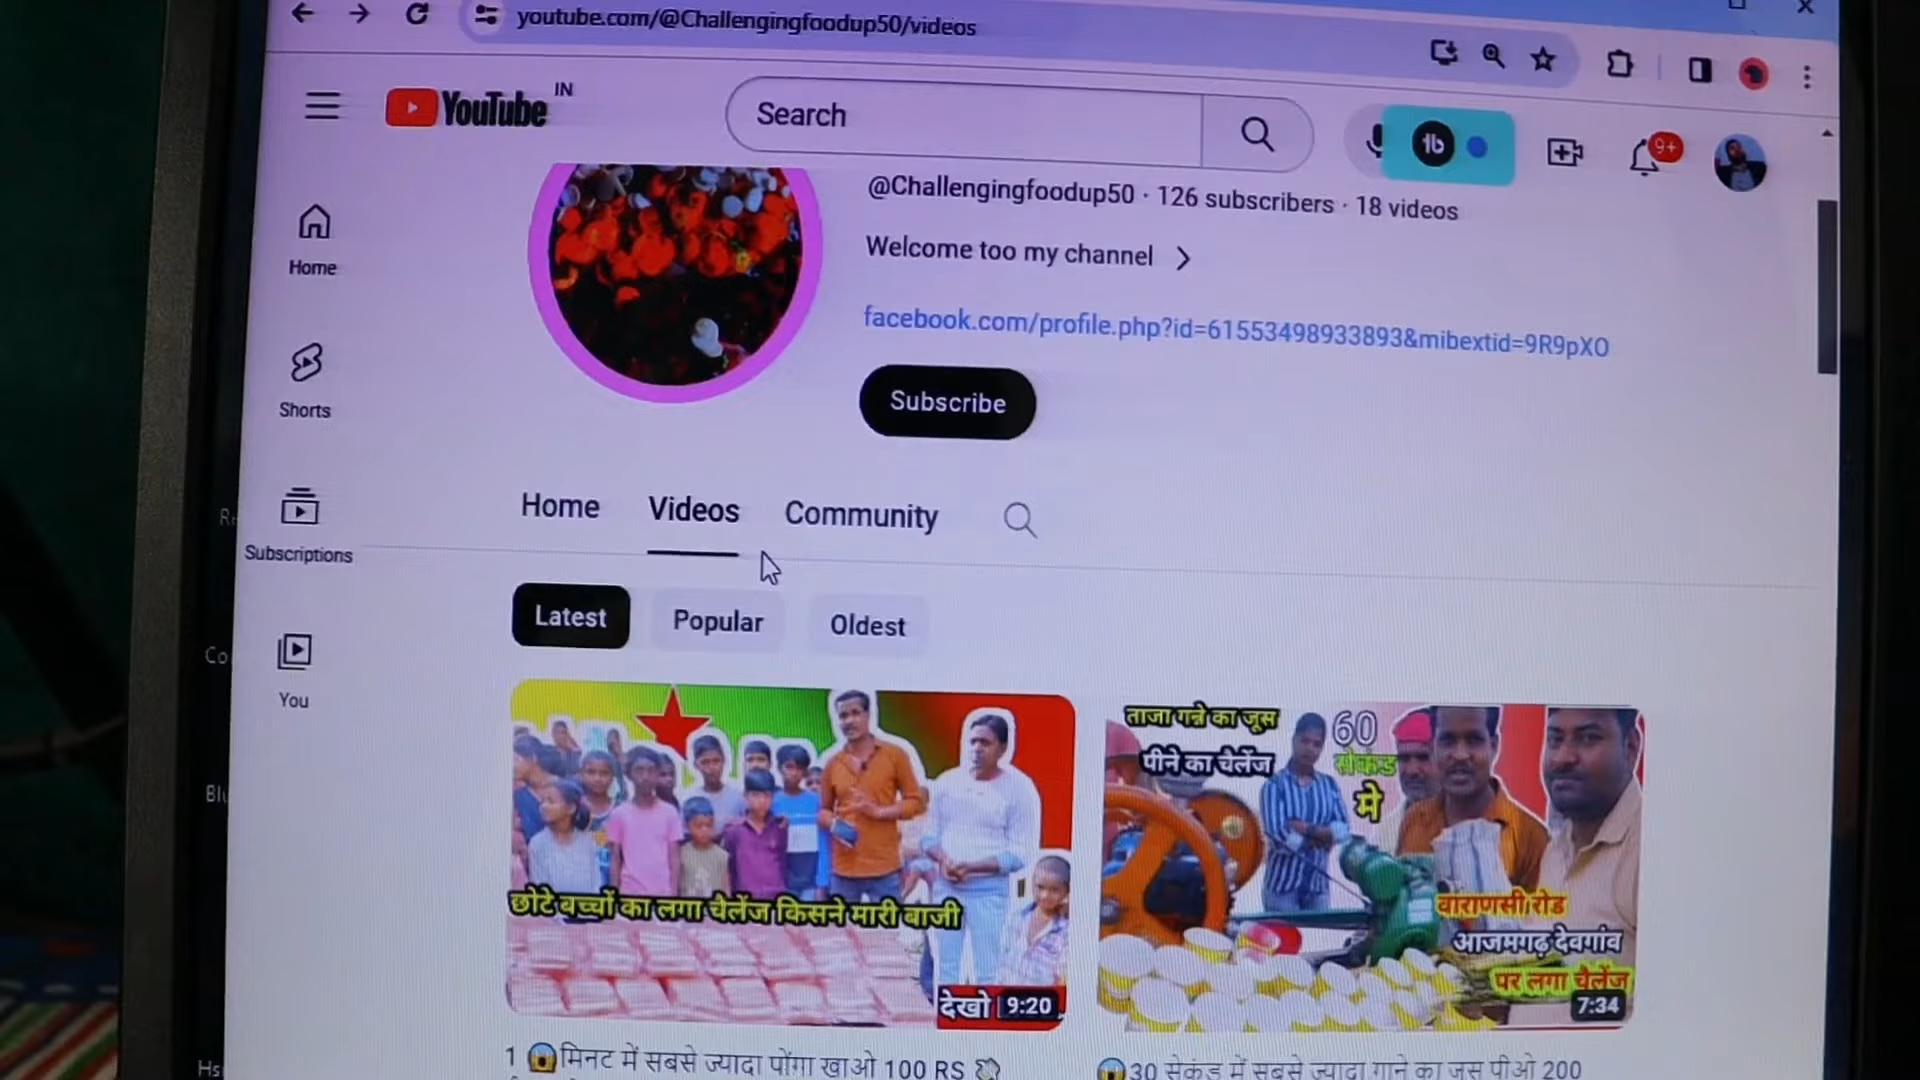 youtube.com/@Challengingfoodup50/videos
YouTube IN
Search
9+
@Challengingfoodup50 · 126 subscribers · 18 videos
Welcome too my channel
facebook.com/profile.php?id=61553498933893&mibextid=9R9pXO
Subscribe
Home
Shorts
Subscriptions
You
Home Videos Community
Latest Popular Oldest
छोटे बच्चों का लगा चैलेंज किसने मारी बाजी
देखो 9:20
ताजा गन्ने का जूस
पीने का चैलेंज
60
सेकंड
मे
वाराणसी रोड
आजमगढ़ देवगांव
पर लगा चैलेंज
7:34
1 😱मिनट में सबसे ज्यादा पोंगा खाओ 100 RS
😱30 सेकंड में सबसे ज्यादा गाने का जूस पीओ 200